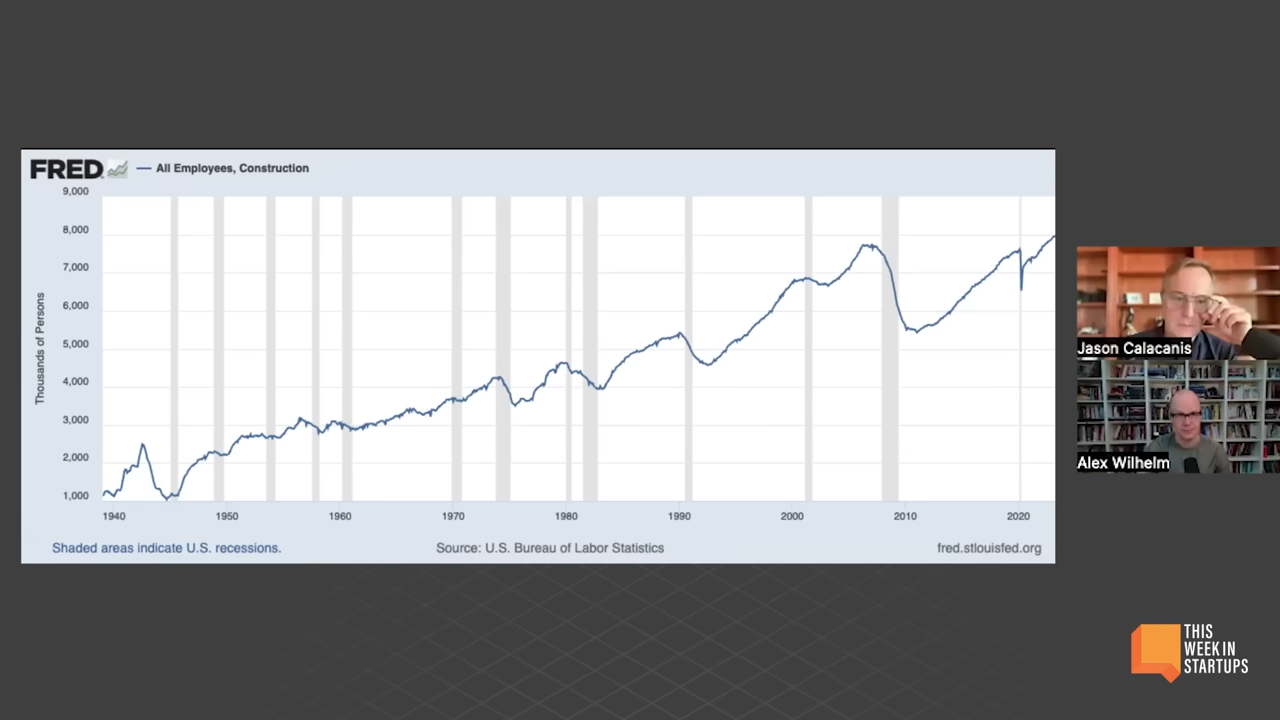 FRED
All Employees, Construction
9,000
8,000
7,000
6,000
5,000
4,000
3,000
2,000
1,000
Thousands of Persons
1940 1950 1960 1970 1980 1990 2000 2010 2020
Shaded areas indicate U.S. recessions. Source: U.S. Bureau of Labor Statistics fred.stlouisfed.org
Jason Calacanis
Alex Wilhelm
THIS
WEEK IN
STARTUPS